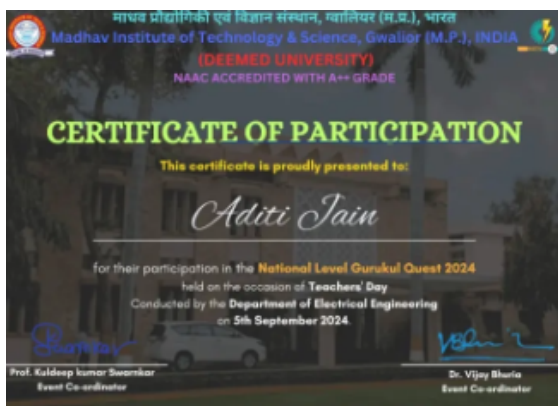 माधव प्रौद्योगिकी एवं विज्ञान संस्थान, ग्वालियर (म.प्र.), भारत
Madhav Institute of Technology & Science, Gwalior (M.P.), INDIA
(DEEMED UNIVERSITY)
NAAC ACCREDITED WITH A++ GRADE
CERTIFICATE OF PARTICIPATION
This certificate is proudly presented to:
Aditi Jain
for their participation in the National Level Gurukul Quest 2024
held on the occasion of Teachers' Day
Conducted by the Department of Electrical Engineering
on 5th September 2024.
Prof. Kuldeep kumar Swarnkar
Event Co-ordinator
Dr. Vijay Bhuria
Event Co-ordinator